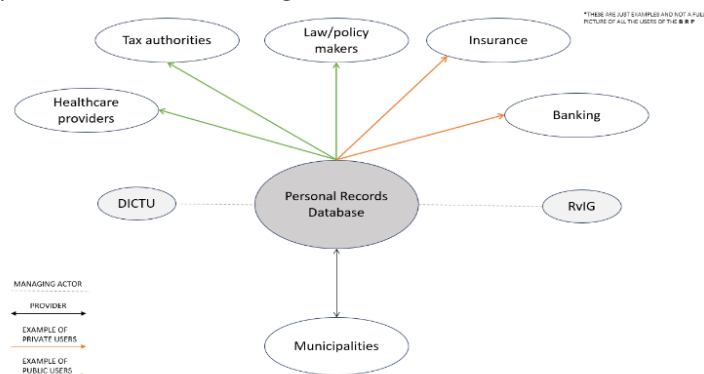 *THESE ARE JUST EXAMPLES AND NOT A FULL
PICTURE OF ALL THE USERS OF THE B R P
Tax authorities
Law/policy
makers
Insurance
Healthcare
providers
Banking
Personal Records
Database
DICTU
RvIG
MANAGING ACTOR
PROVIDER
EXAMPLE OF
PRIVATE USERS
EXAMPLE OF
PUBLIC USERS
Municipalities